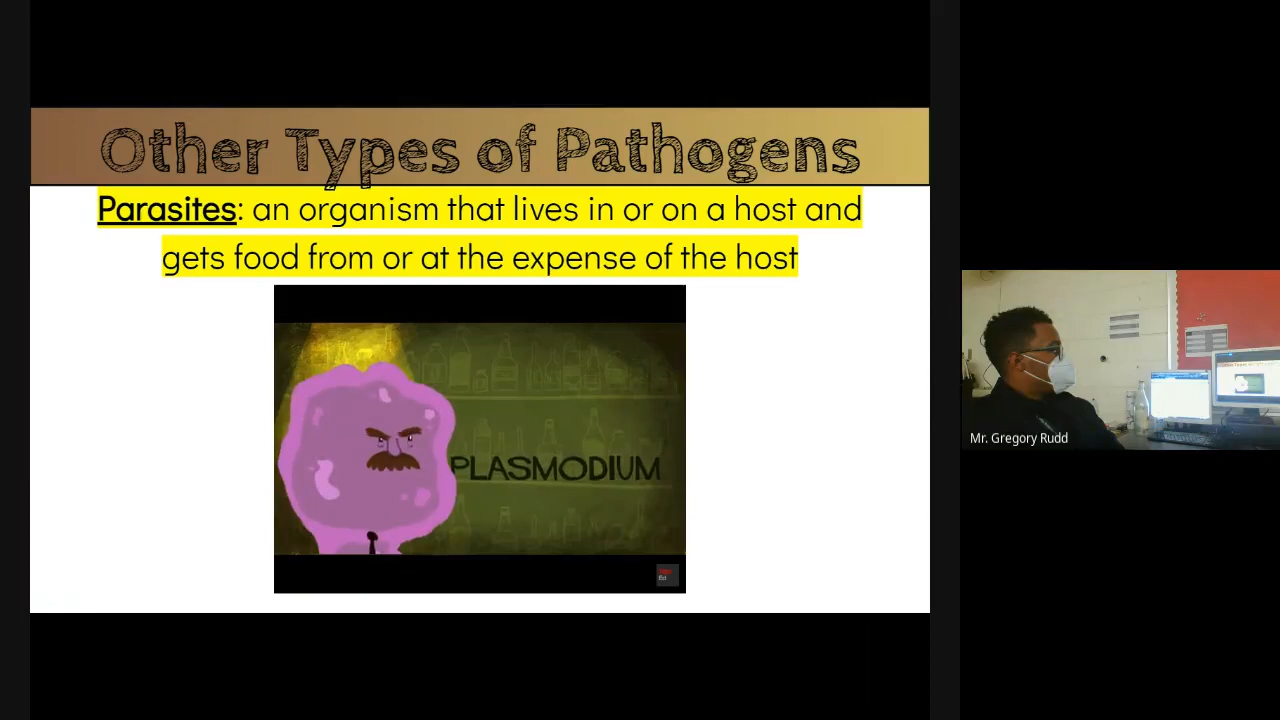 Other Types of Pathogens
Parasites: an organism that lives in or on a host and
gets food from or at the expense of the host
PLASMODIUM
Mr. Gregory Rudd